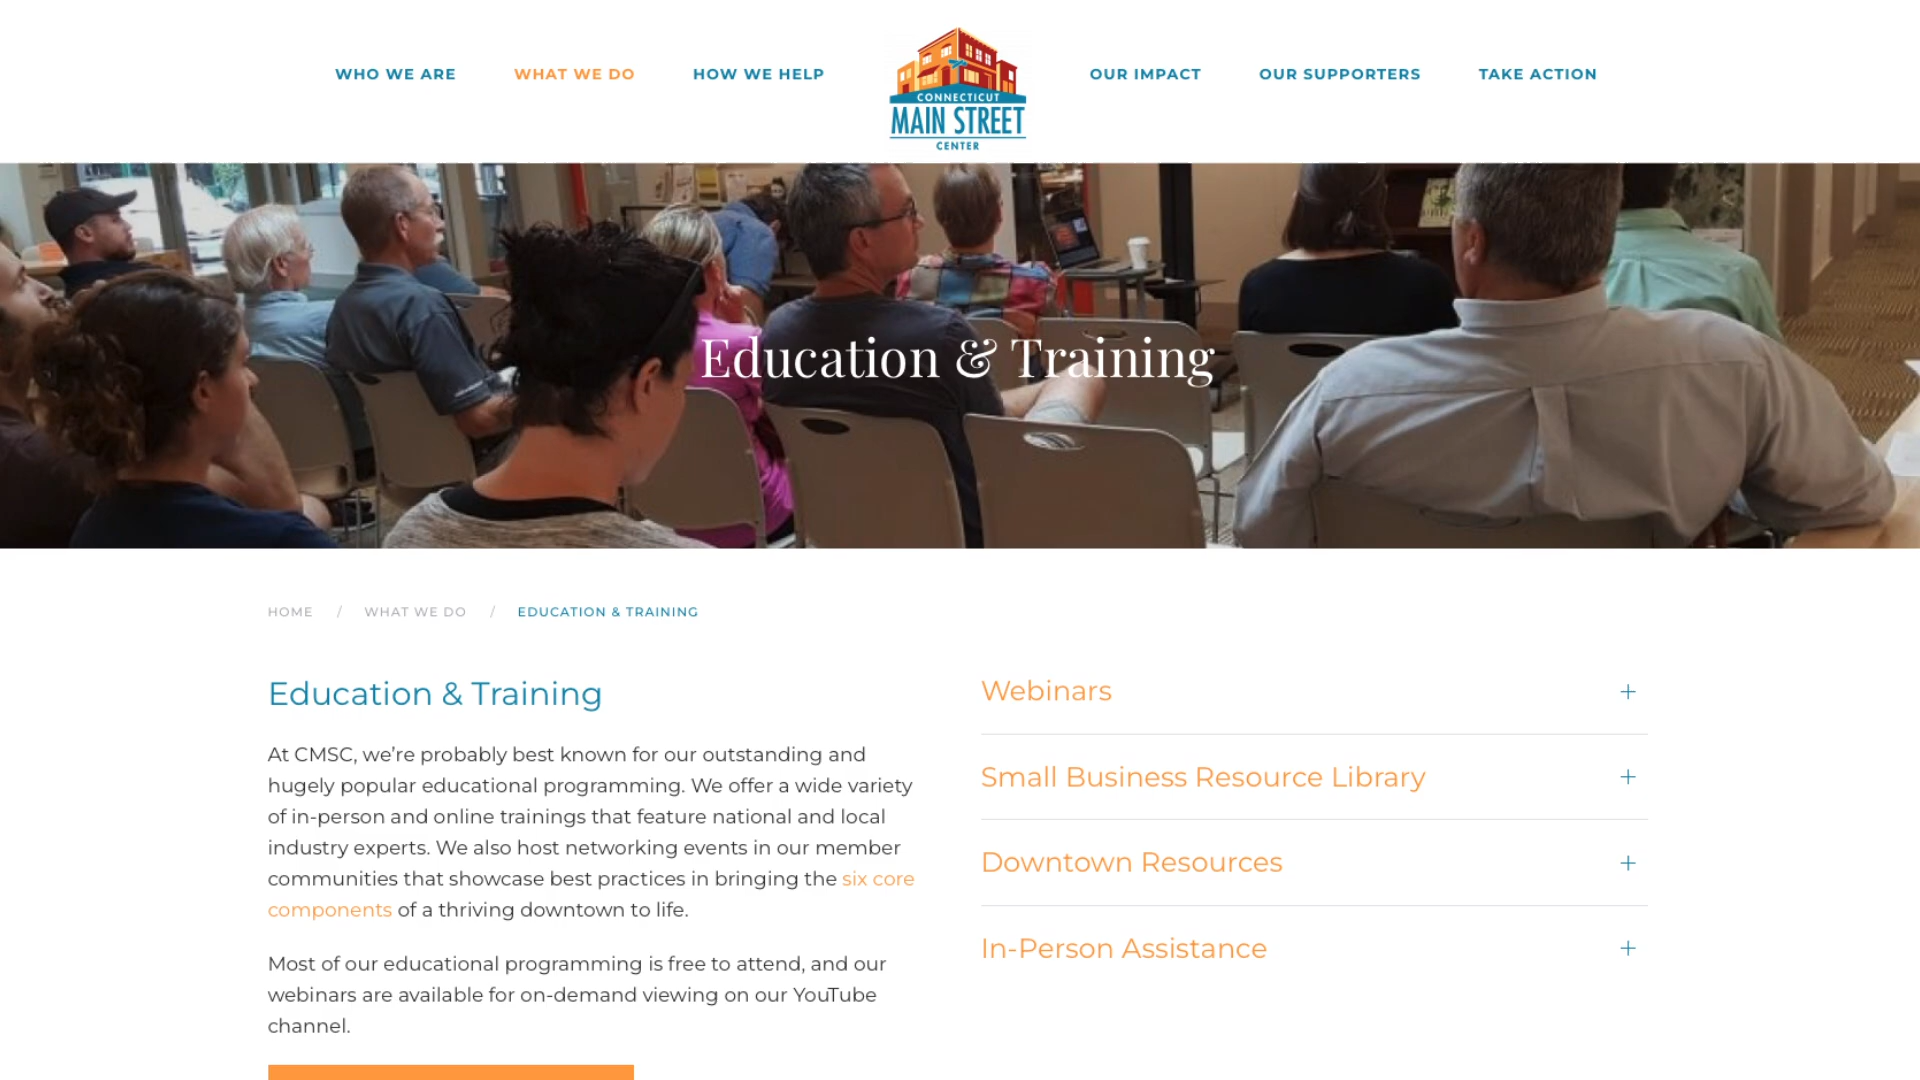 WHO WE ARE
WHAT WE DO
HOW WE HELP
CONNECTICUT
MAIN STREET
CENTER
OUR IMPACT
OUR SUPPORTERS
TAKE ACTION
Education & Training
HOME / WHAT WE DO / EDUCATION & TRAINING
Education & Training
At CMSC, we’re probably best known for our outstanding and
hugely popular educational programming. We offer a wide variety
of in-person and online trainings that feature national and local
industry experts. We also host networking events in our member
communities that showcase best practices in bringing the six core
components of a thriving downtown to life.
Most of our educational programming is free to attend, and our
webinars are available for on-demand viewing on our YouTube
channel.
Webinars
Small Business Resource Library
Downtown Resources
In-Person Assistance